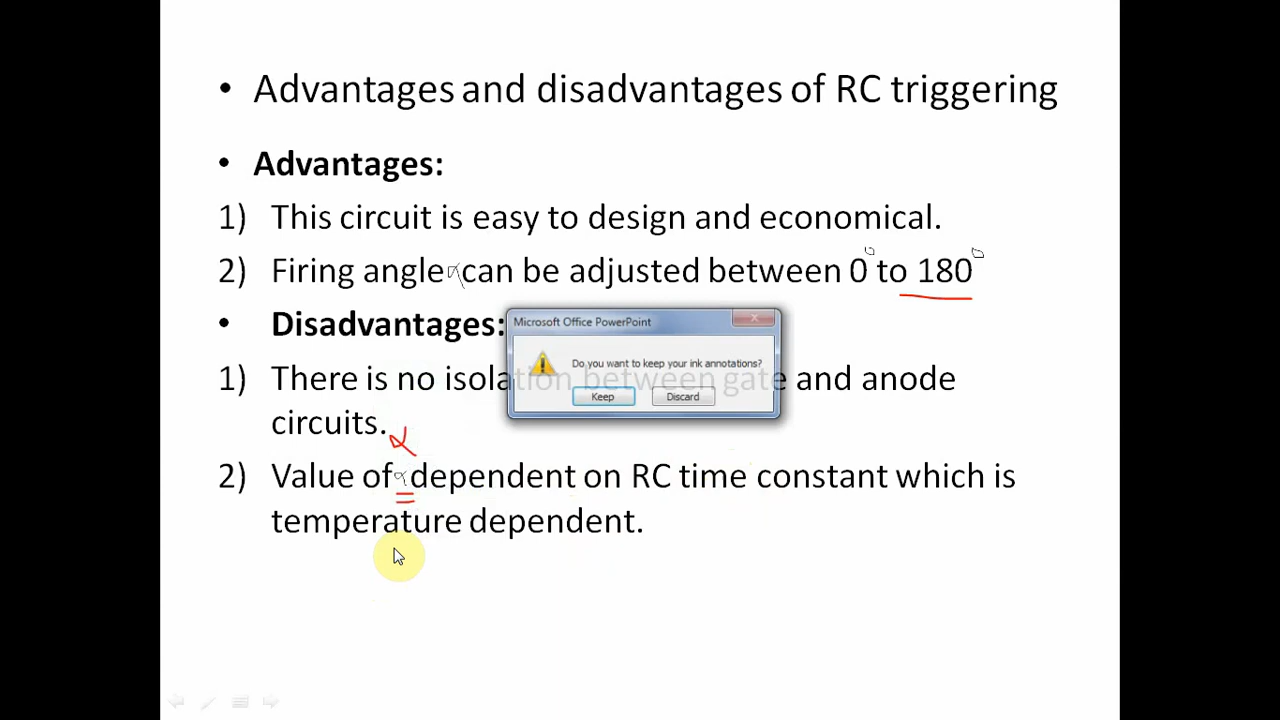 • Advantages and disadvantages of RC triggering
• Advantages:
1) This circuit is easy to design and economical.
2) Firing angle α can be adjusted between 0° to 180°
• Disadvantages:
1) There is no isolation between gate and anode
circuits.
α
2) Value of α dependent on RC time constant which is
temperature dependent.
Microsoft Office PowerPoint
Do you want to keep your ink annotations?
Keep Discard